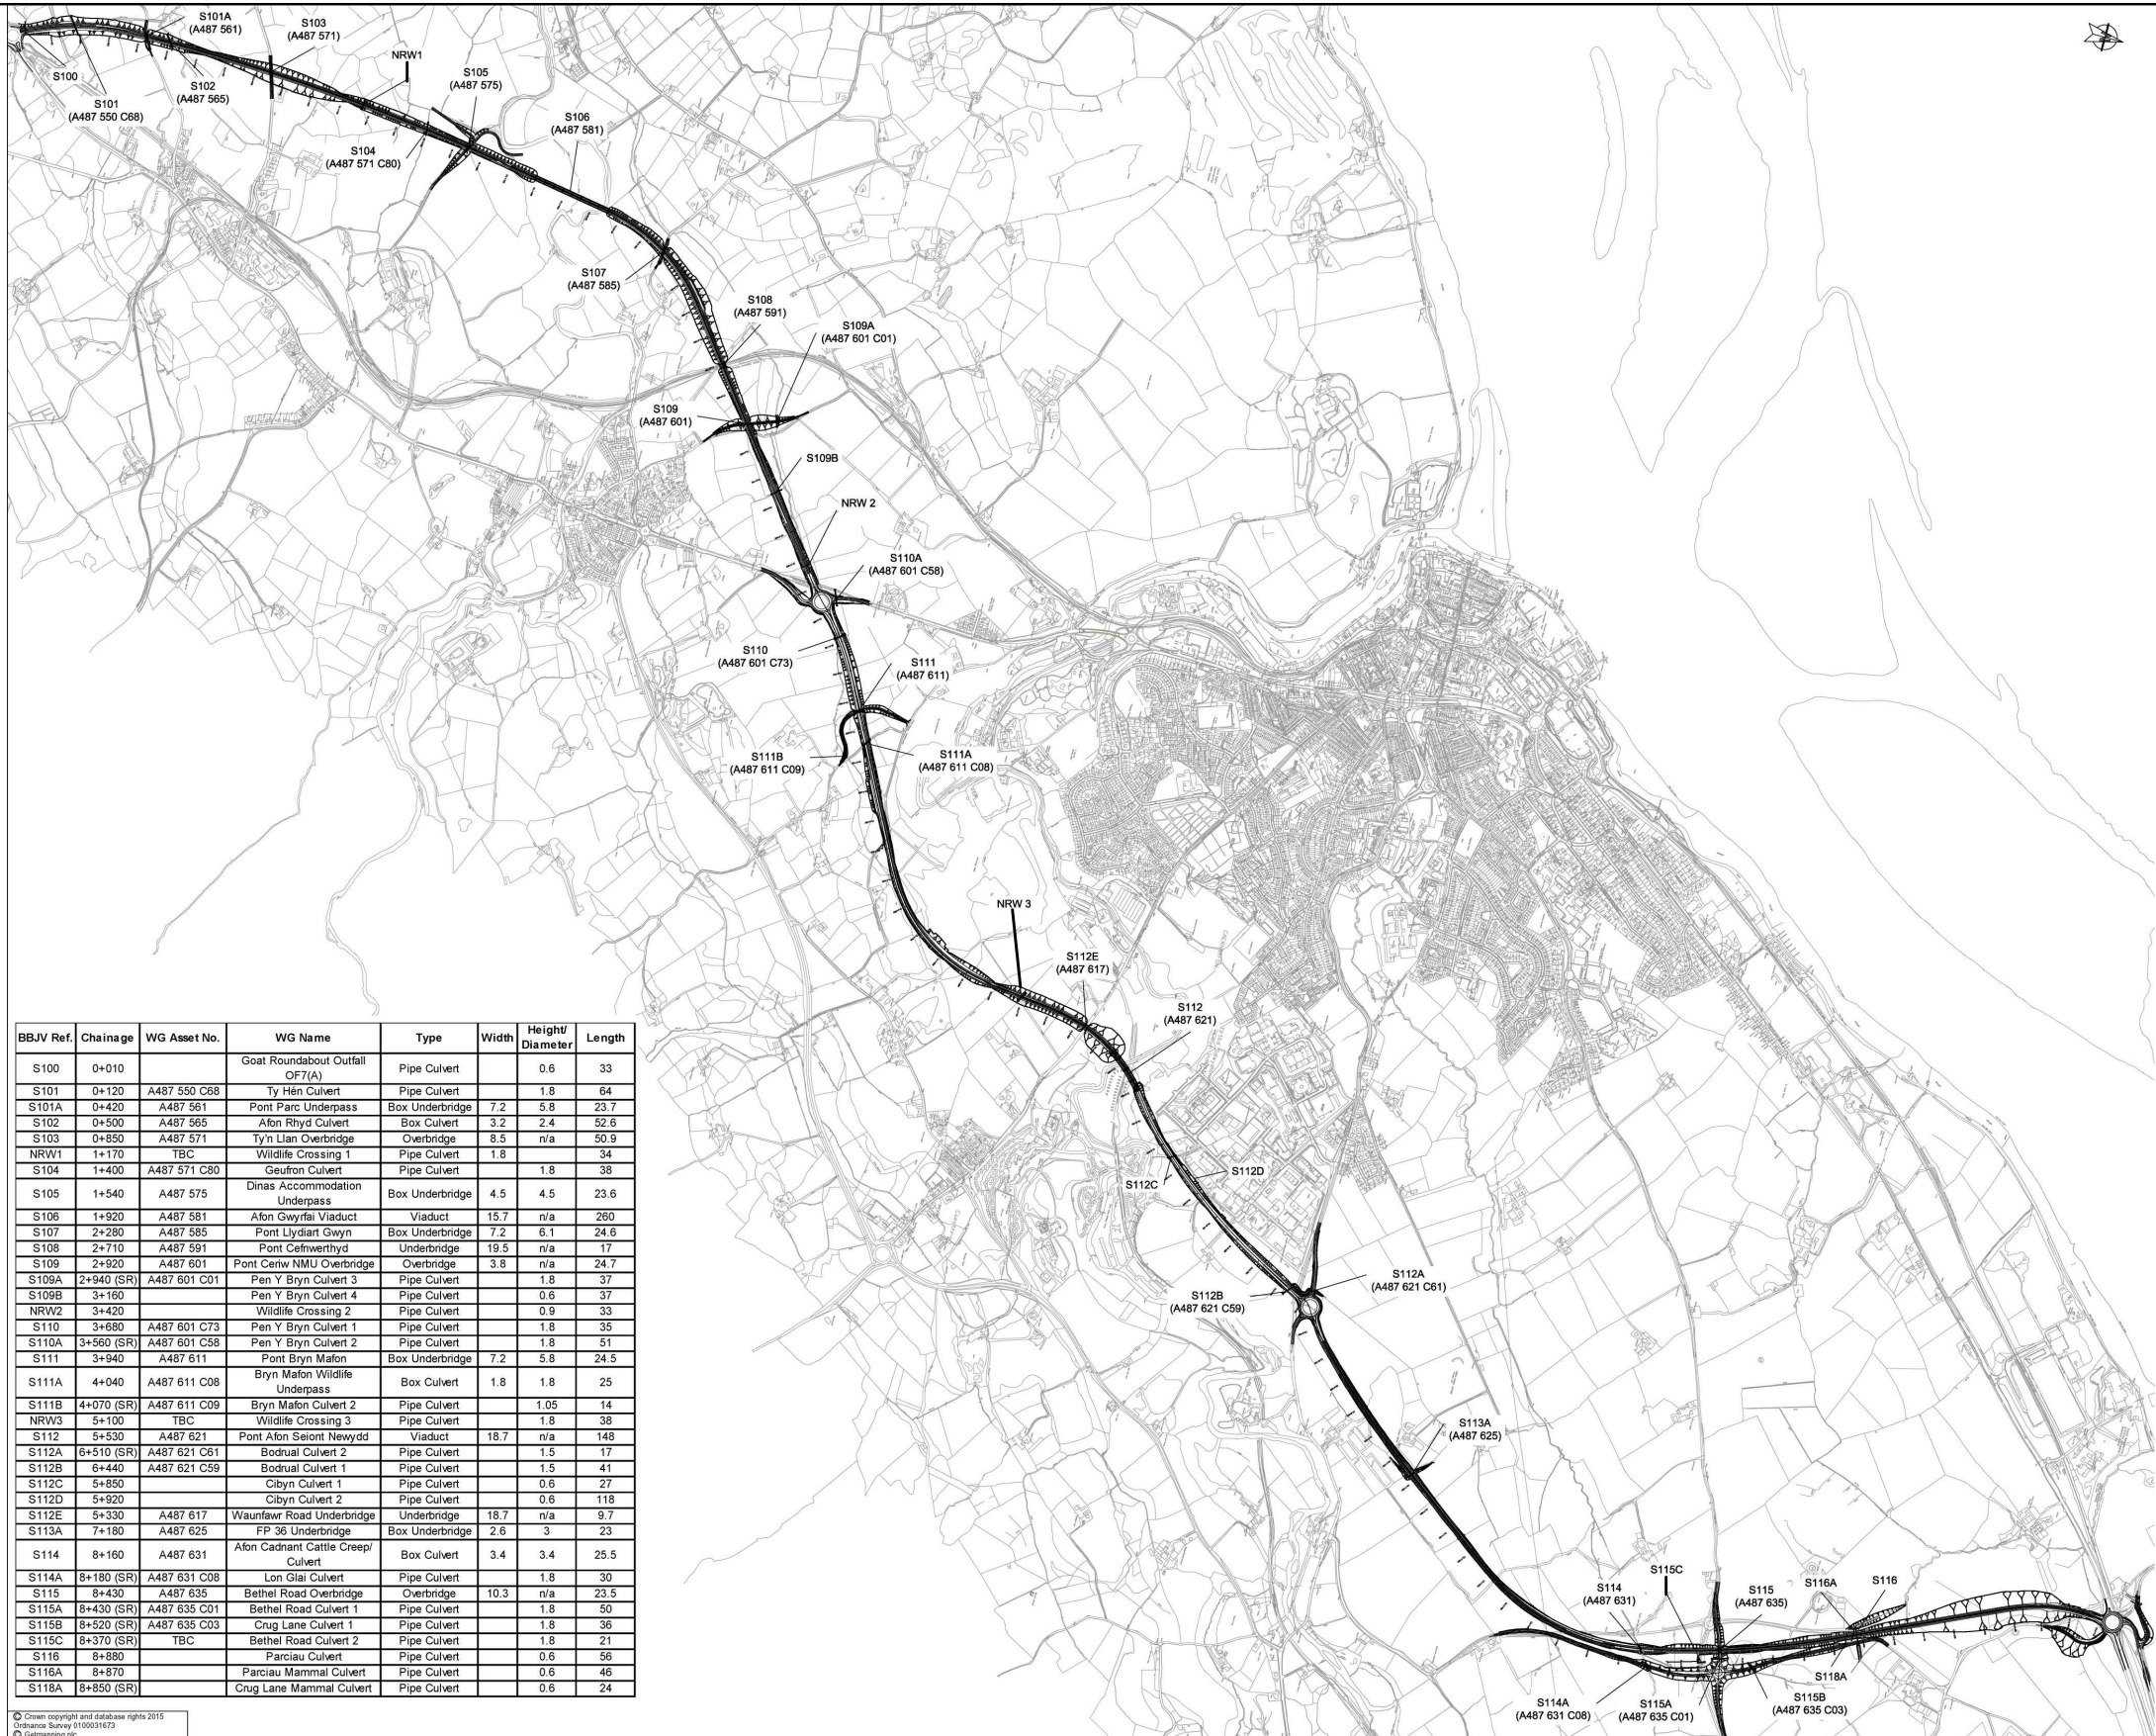 S101A
(A487 561)
S103
(A487 571)
NRW1
S100
S102
(A487 565)
S101
(A487 550 C68)
S105
(A487 575)
S104
(A487 571 C80)
S106
(A487 581)
S107
(A487 585)
S108
(A487 591)
S109A
(A487 601 C01)
S109
(A487 601)
S109B
NRW 2
S110A
(A487 601 C58)
S110
(A487 601 C73)
S111
(A487 611)
S111B
(A487 611 C09)
S111A
(A487 611 C08)
NRW 3
S112E
(A487 617)
S112
(A487 621)
S112D
S112C
S112A
(A487 621 C61)
S112B
(A487 621 C59)
S113A
(A487 625)
S115C
S114
(A487 631)
S115
(A487 635)
S116A
S116
S118A
S114A
(A487 631 C08)
S115A
(A487 635 C01)
S115B
(A487 635 C03)
BBJV Ref. Chainage WG Asset No. WG Name Type Width Height/ Diameter Length
S100 0+010 Goat Roundabout Outfall OF7(A) Pipe Culvert 0.6 33
S101 0+120 A487 550 C68 Ty Hén Culvert Pipe Culvert 1.8 64
S101A 0+420 A487 561 Pont Parc Underpass Box Underbridge 7.2 5.8 23.7
S102 0+500 A487 565 Afon Rhyd Culvert Box Culvert 3.2 2.4 52.6
S103 0+850 A487 571 Ty'n Llan Overbridge Overbridge 8.5 n/a 50.9
NRW1 1+170 TBC Wildlife Crossing 1 Pipe Culvert 1.8 34
S104 1+400 A487 571 C80 Geufron Culvert Pipe Culvert 1.8 38
S105 1+540 A487 575 Dinas Accommodation Underpass Box Underbridge 4.5 4.5 23.6
S106 1+920 A487 581 Afon Gwyrfai Viaduct Viaduct 15.7 n/a 260
S107 2+280 A487 585 Pont Llydiart Gwyn Box Underbridge 7.2 6.1 24.6
S108 2+710 A487 591 Pont Cefnwerthyd Underbridge 19.5 n/a 17
S109 2+920 A487 601 Pont Ceriw NMU Overbridge Overbridge 3.8 n/a 24.7
S109A 2+940 (SR) A487 601 C01 Pen Y Bryn Culvert 3 Pipe Culvert 1.8 37
S109B 3+160 Pen Y Bryn Culvert 4 Pipe Culvert 0.6 37
NRW2 3+420 Wildlife Crossing 2 Pipe Culvert 0.9 33
S110 3+680 A487 601 C73 Pen Y Bryn Culvert 1 Pipe Culvert 1.8 35
S110A 3+560 (SR) A487 601 C58 Pen Y Bryn Culvert 2 Pipe Culvert 1.8 51
S111 3+940 A487 611 Pont Bryn Mafon Box Underbridge 7.2 5.8 24.5
S111A 4+040 A487 611 C08 Bryn Mafon Wildlife Underpass Box Culvert 1.8 1.8 25
S111B 4+070 (SR) A487 611 C09 Bryn Mafon Culvert 2 Pipe Culvert 1.05 14
NRW3 5+100 TBC Wildlife Crossing 3 Pipe Culvert 1.8 38
S112 5+530 A487 621 Pont Afon Seiont Newydd Viaduct 18.7 n/a 148
S112A 6+510 (SR) A487 621 C61 Bodrual Culvert 2 Pipe Culvert 1.5 17
S112B 6+440 A487 621 C59 Bodrual Culvert 1 Pipe Culvert 1.5 41
S112C 5+850 Cibyn Culvert 1 Pipe Culvert 0.6 27
S112D 5+920 Cibyn Culvert 2 Pipe Culvert 0.6 118
S112E 5+330 A487 617 Waunfawr Road Underbridge Underbridge 18.7 n/a 9.7
S113A 7+180 A487 625 FP 36 Underbridge Box Underbridge 2.6 3 23
S114 8+160 A487 631 Afon Cadnant Cattle Creep/ Culvert Box Culvert 3.4 3.4 25.5
S114A 8+180 (SR) A487 631 C08 Lon Glai Culvert Pipe Culvert 1.8 30
S115 8+430 A487 635 Bethel Road Overbridge Overbridge 10.3 n/a 23.5
S115A 8+430 (SR) A487 635 C01 Bethel Road Culvert 1 Pipe Culvert 1.8 50
S115B 8+520 (SR) A487 635 C03 Crug Lane Culvert 1 Pipe Culvert 1.8 36
S115C 8+370 (SR) TBC Bethel Road Culvert 2 Pipe Culvert 1.8 21
S116 8+880 Parciau Culvert Pipe Culvert 0.6 56
S116A 8+870 Parciau Mammal Culvert Pipe Culvert 0.6 46
S118A 8+850 (SR) Crug Lane Mammal Culvert Pipe Culvert 0.6 24
© Crown copyright and database rights 2015
Ordnance Survey 0100031673
© Getmapping plc